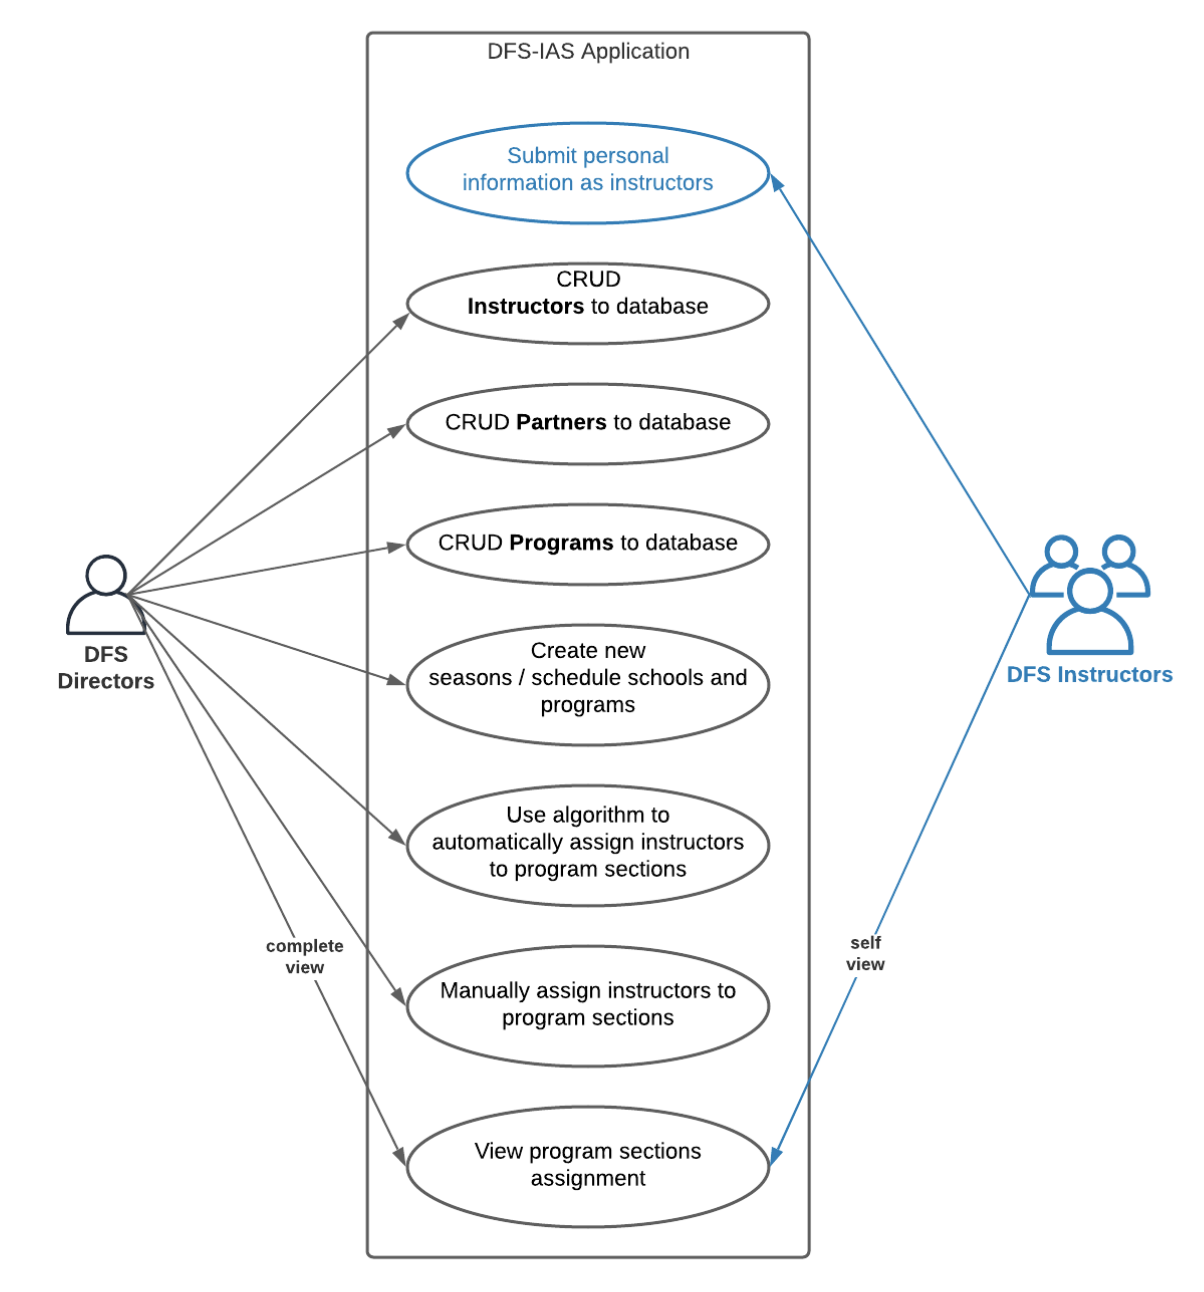 DFS-IAS Application
Submit personal
information as instructors
CRUD
Instructors to database
CRUD Partners to database
CRUD Programs to database
DFS
Directors
Create new
seasons / schedule schools and
programs
DFS Instructors
Use algorithm to
automatically assign instructors
to program sections
complete
view
self
view
Manually assign instructors to
program sections
View program sections
assignment